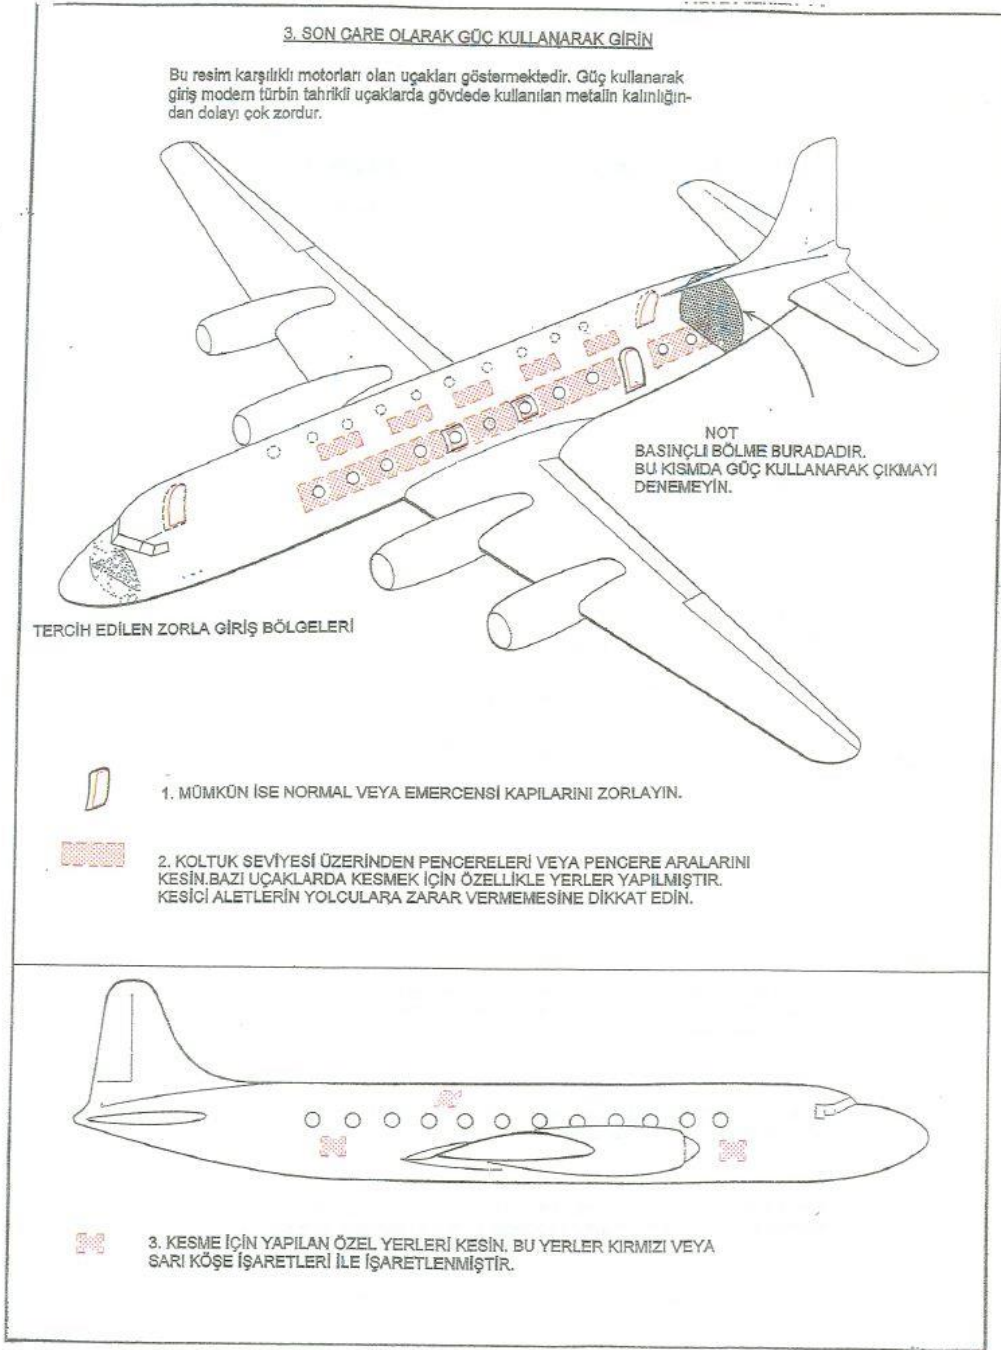 3. SON CARE OLARAK GÜC KULLANARAK GİRİN
Bu resim karşılıklı motorları olan uçakları göstermektedir. Güç kullanarak
giriş modern türbin tahrikli uçaklarda gövdede kullanılan metalin kalınlığın-
dan dolayı çok zordur.
NOT
BASINÇLI BÖLME BURADADIR.
BU KISMDA GÜÇ KULLANARAK ÇIKMAYI
DENEMEYİN.
TERCİH EDİLEN ZORLA GİRİŞ BÖLGELERİ
1. MÜMKÜN İSE NORMAL VEYA EMERCENSİ KAPILARINI ZORLAYIN.
2. KOLTUK SEVİYESİ ÜZERİNDEN PENCERELERİ VEYA PENCERE ARALARINI
KESİN.BAZI UÇAKLARDA KESMEK İÇİN ÖZELLİKLE YERLER YAPILMIŞTIR.
KESİCİ ALETLERİN YOLCULARA ZARAR VERMEMESİNE DİKKAT EDİN.
3. KESME İÇİN YAPILAN ÖZEL YERLERİ KESİN. BU YERLER KIRMIZI VEYA
SARI KÖŞE İŞARETLERİ İLE İŞARETLENMİŞTİR.